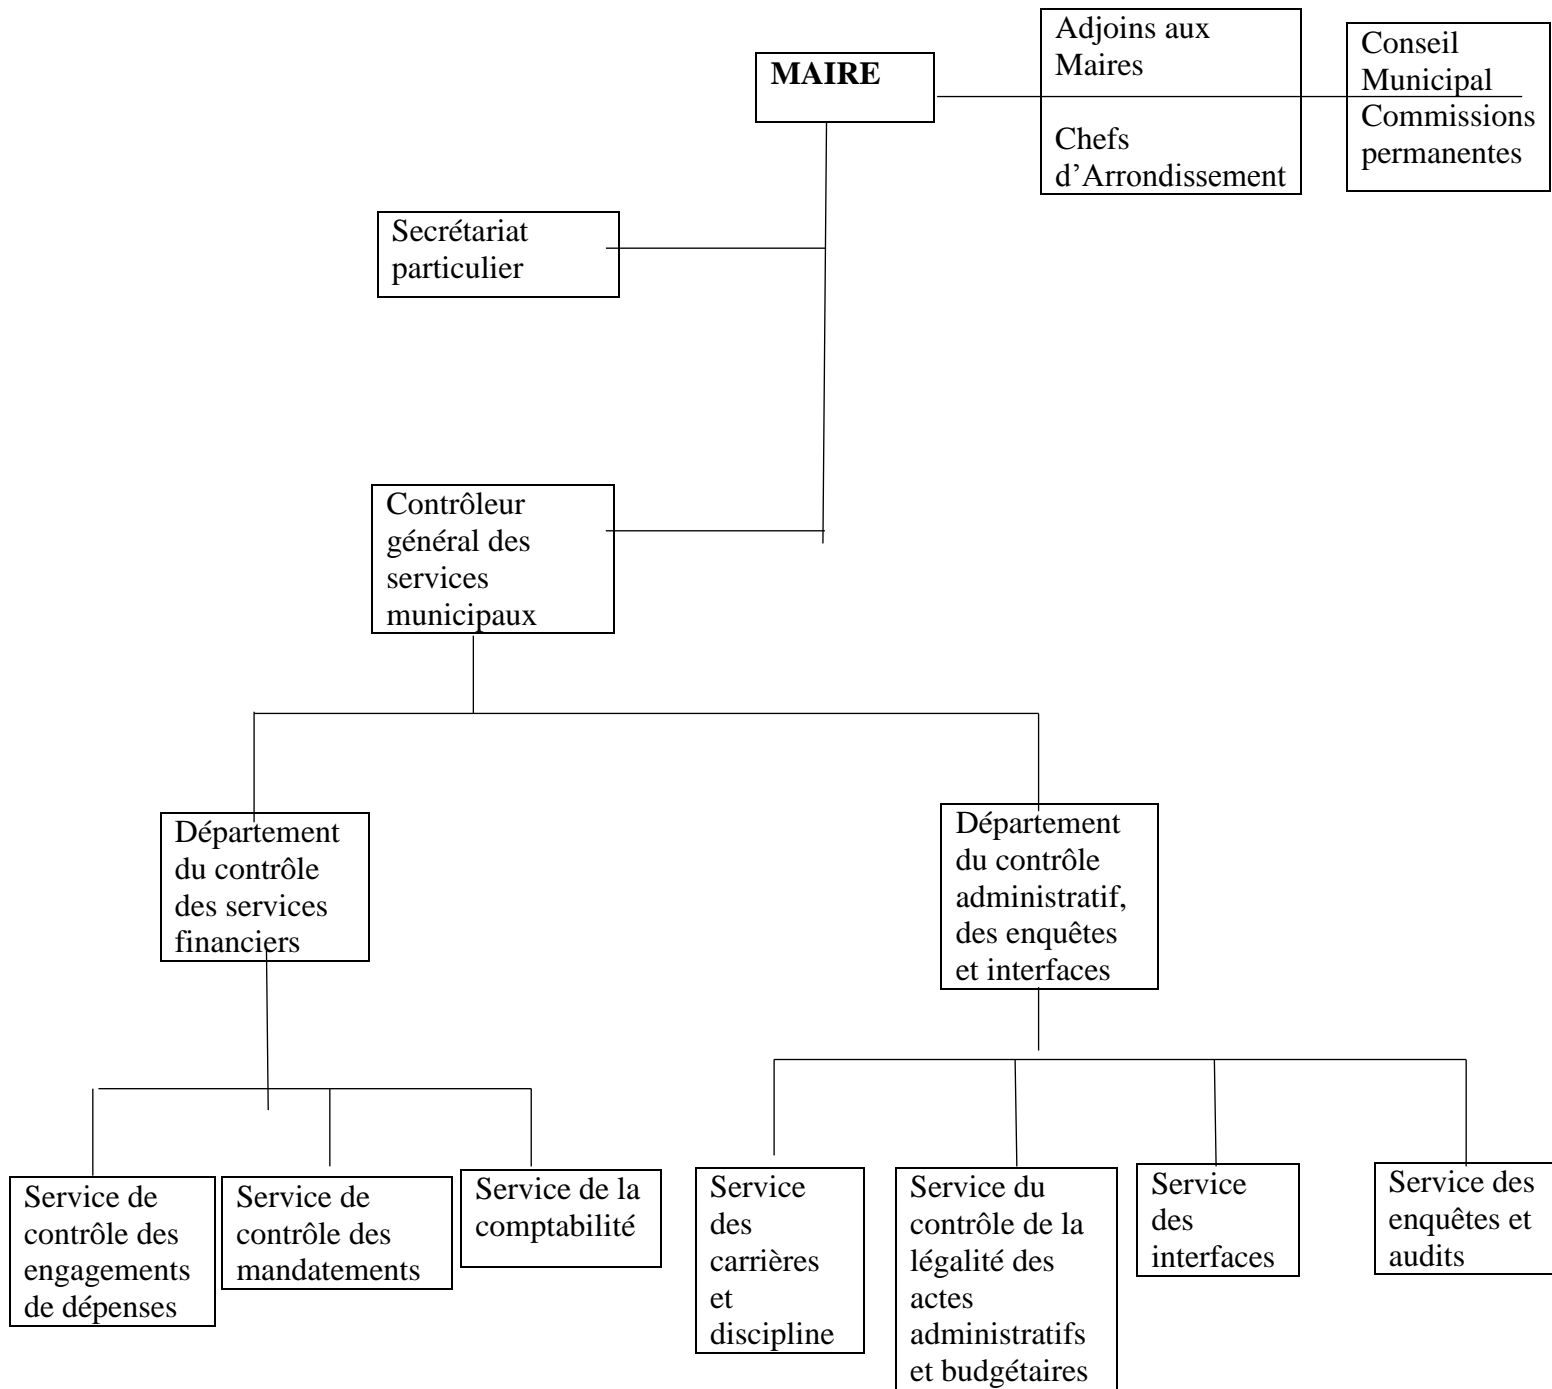 MAIRE
Adjoins aux
Maires
Chefs
d’Arrondissement
Conseil
Municipal
Commissions
permanentes
Secrétariat
particulier
Contrôleur
général des
services
municipaux
Département
du contrôle
des services
financiers
Département
du contrôle
administratif,
des enquêtes
et interfaces
Service de
contrôle des
engagements
de dépenses
Service de
contrôle des
mandatements
Service de la
comptabilité
Service
des
carrières
et
discipline
Service du
contrôle de la
légalité des
actes
administratifs
et budgétaires
Service
des
interfaces
Service des
enquêtes et
audits